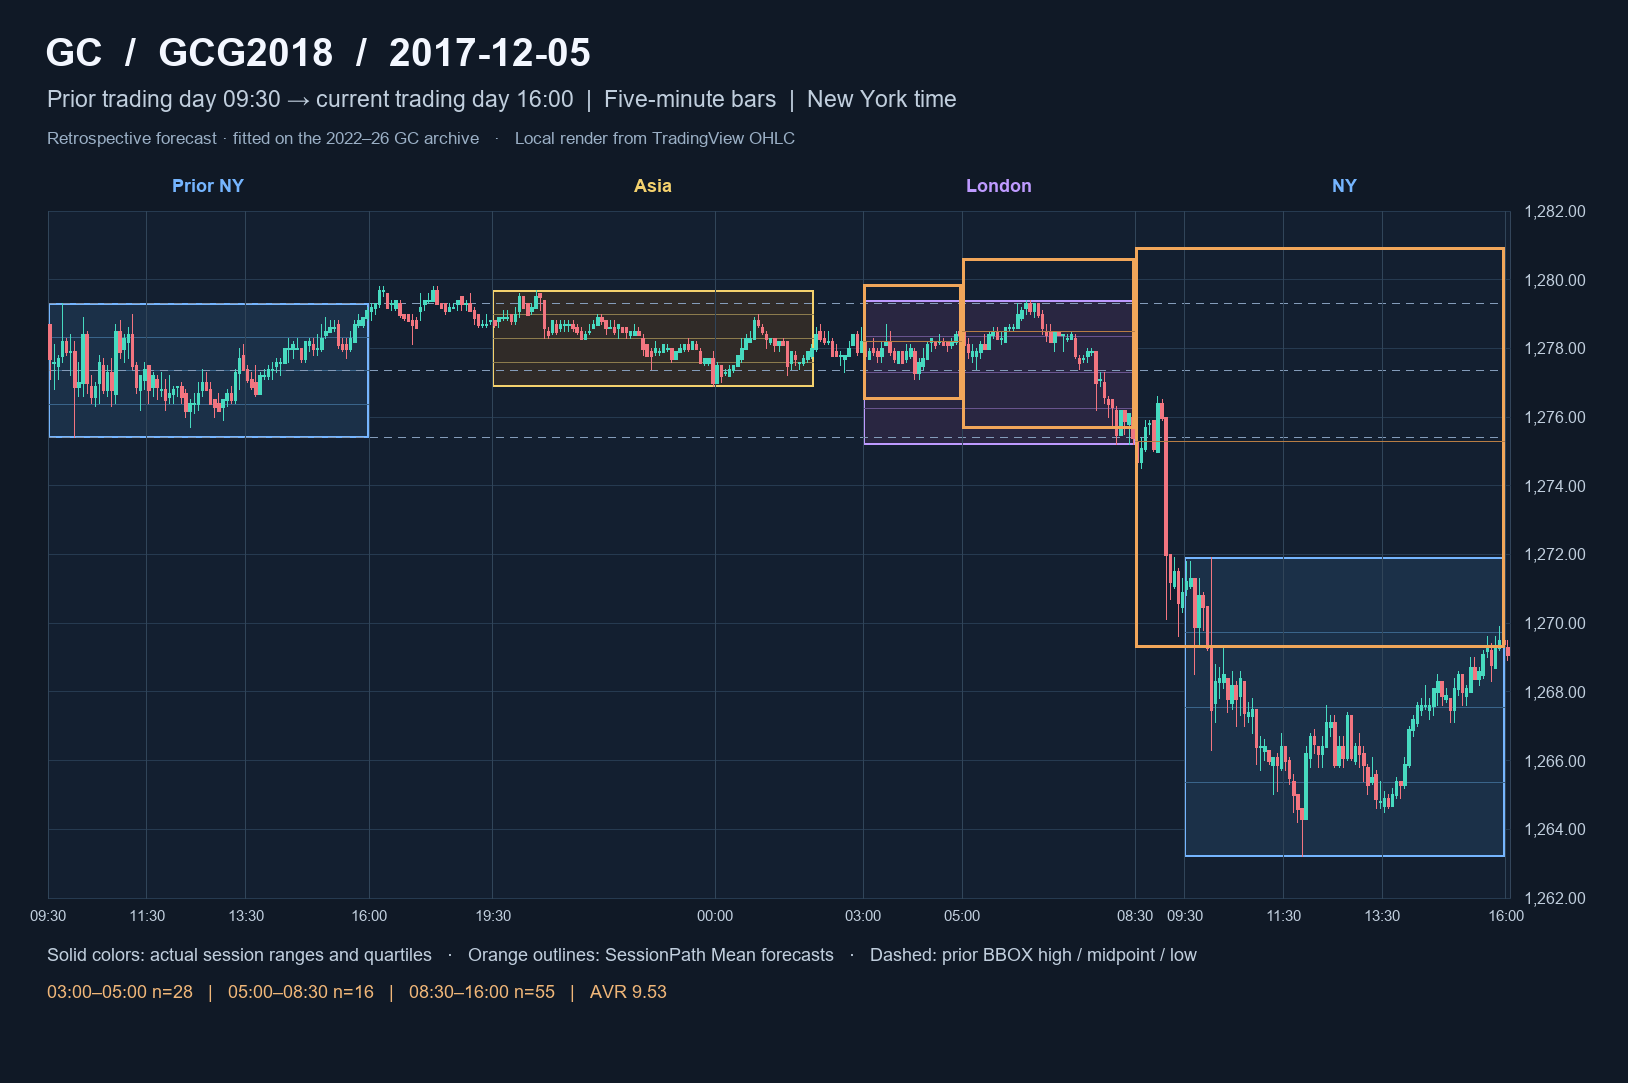 GC / GCG2018 / 2017-12-05
Prior trading day 09:30 → current trading day 16:00 | Five-minute bars | New York time
Retrospective forecast · fitted on the 2022–26 GC archive · Local render from TradingView OHLC
Prior NY Asia London NY
1,282.00
1,280.00
1,278.00
1,276.00
1,274.00
1,272.00
1,270.00
1,268.00
1,266.00
1,264.00
1,262.00
09:30 11:30 13:30 16:00 19:30 00:00 03:00 05:00 08:30 09:30 11:30 13:30 16:00
Solid colors: actual session ranges and quartiles · Orange outlines: SessionPath Mean forecasts · Dashed: prior BBOX high / midpoint / low
03:00–05:00 n=28 | 05:00–08:30 n=16 | 08:30–16:00 n=55 | AVR 9.53